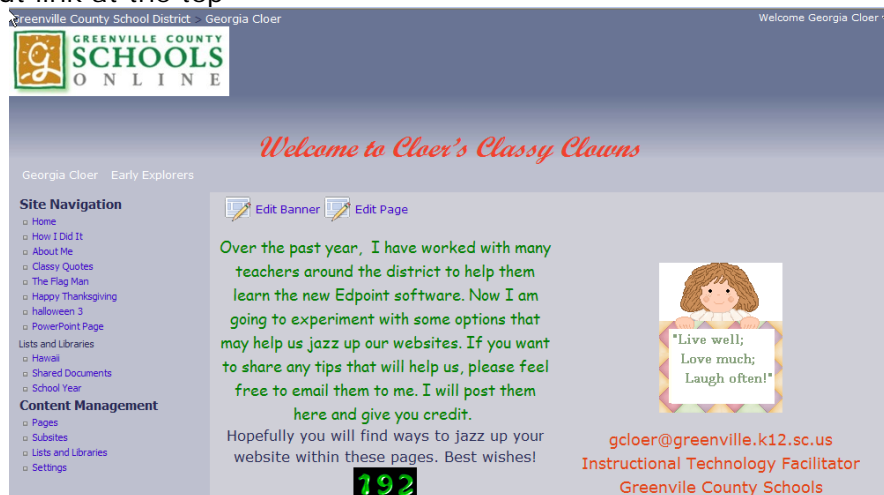 ut link at the top
Greenville County School District > Georgia Cloer
Welcome Georgia Cloer
GREENVILLE COUNTY
SCHOOLS
ONLINE
Welcome to Cloer's Classy Clowns
Georgia Cloer Early Explorers
Site Navigation
Home
How I Did It
About Me
Classy Quotes
The Flag Man
Happy Thanksgiving
halloween 3
PowerPoint Page
Lists and Libraries
Hawaii
Shared Documents
School Year
Content Management
Pages
Subsites
Lists and Libraries
Settings
Edit Banner Edit Page
Over the past year, I have worked with many
teachers around the district to help them
learn the new Edpoint software. Now I am
going to experiment with some options that
may help us jazz up our websites. If you want
to share any tips that will help us, please feel
free to email them to me. I will post them
here and give you credit.
Hopefully you will find ways to jazz up your
website within these pages. Best wishes!
192
"Live well;
Love much;
Laugh often!"
gcloer@greenville.k12.sc.us
Instructional Technology Facilitator
Greenville County Schools